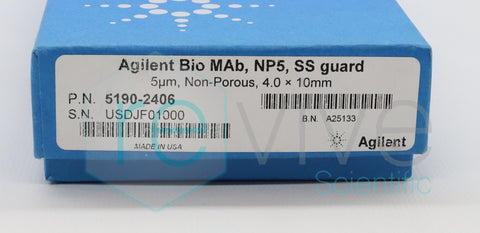 Agilent Bio MAb, NP5, SS guard
5µm, Non-Porous, 4.0 × 10mm
P.N. 5190-2406
S.N. USDJF01000
B.N. A25133
MADE IN USA
Agilent
revive
Scientific